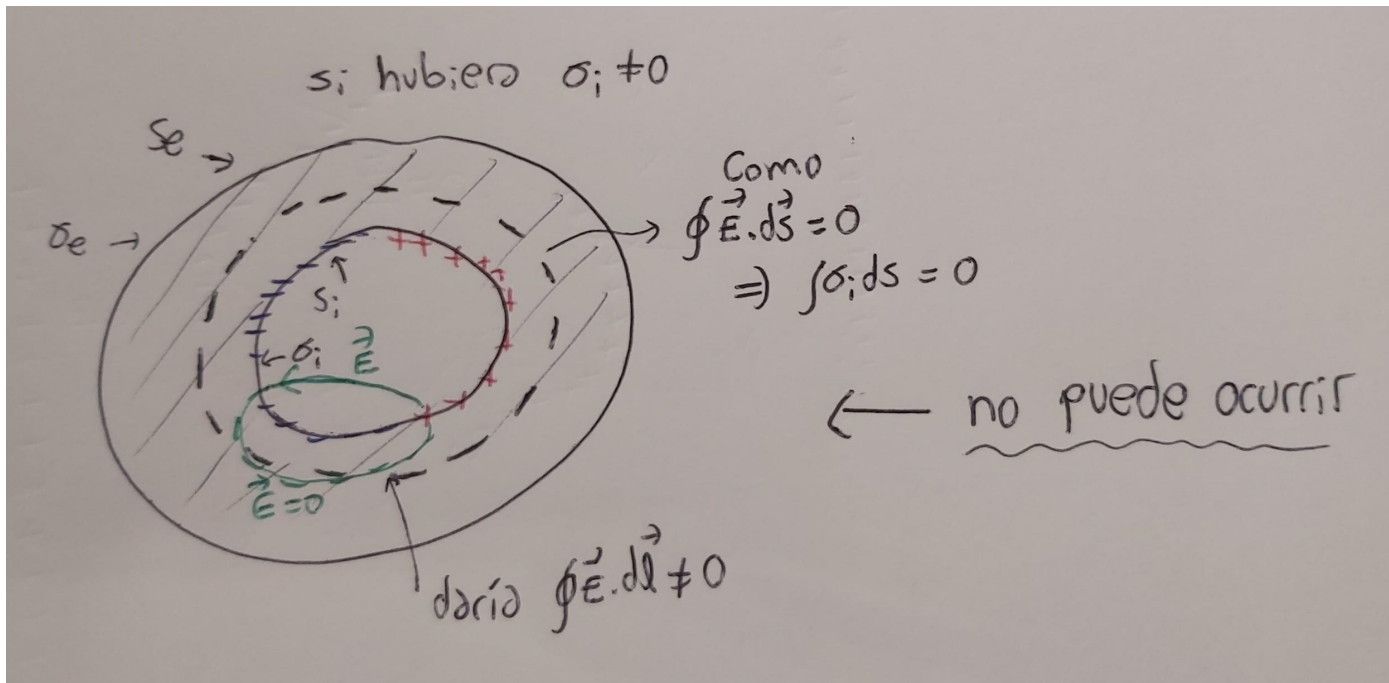 si hubiera σi ≠ 0
Se →
σe →
Como
∮E⃗.ds⃗ = 0
⇒ ∫σi ds = 0
Si
← σi
E⃗
← no puede ocurrir
E⃗ = 0
daría ∮E⃗.dl⃗ ≠ 0